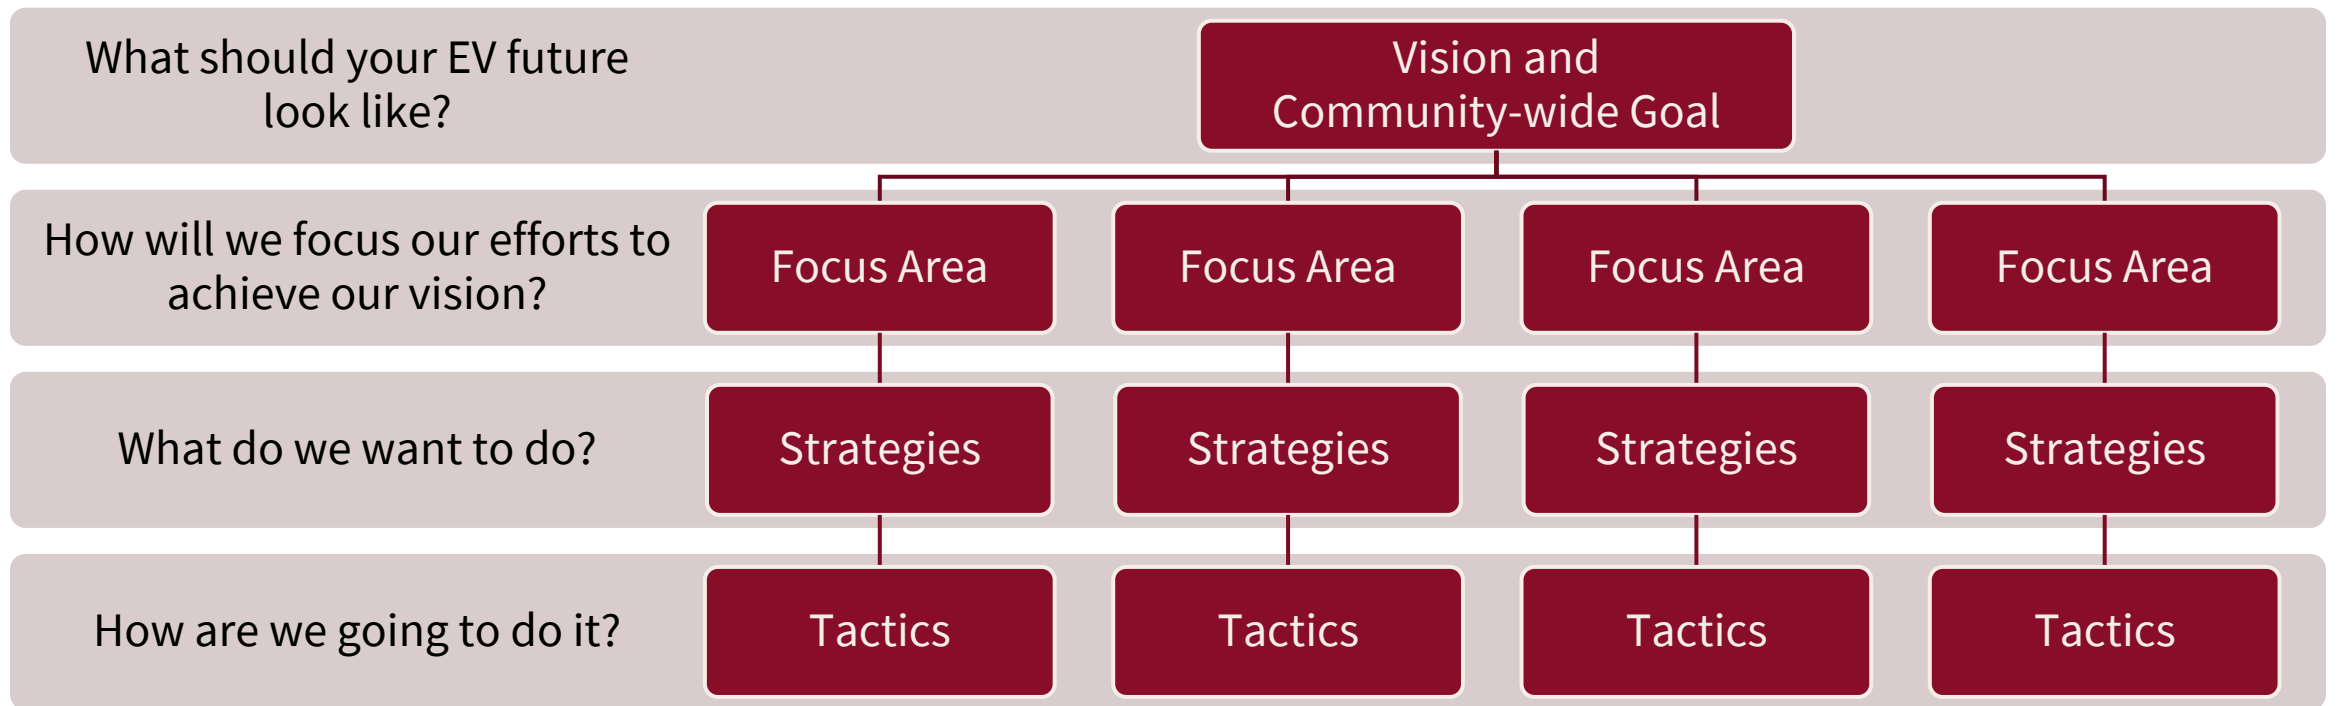 What should your EV future
look like?
Vision and
Community-wide Goal
How will we focus our efforts to
achieve our vision?
Focus Area
Focus Area
Focus Area
Focus Area
What do we want to do?
Strategies
Strategies
Strategies
Strategies
How are we going to do it?
Tactics
Tactics
Tactics
Tactics